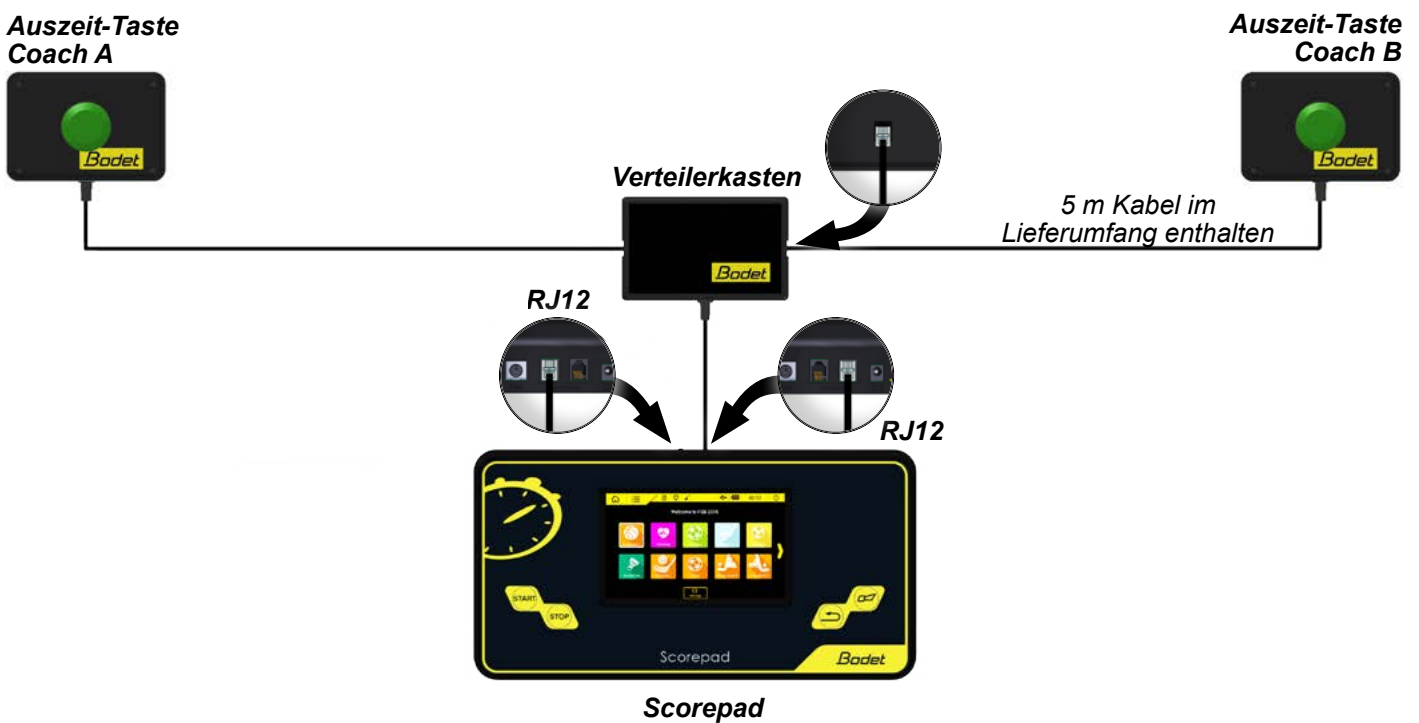 Auszeit-Taste
Coach A
Auszeit-Taste
Coach B
Bodet
Bodet
Verteilerkasten
5 m Kabel im
Lieferumfang enthalten
Bodet
RJ12
RJ12
START
STOP
Scorepad
Bodet
Scorepad